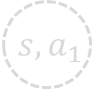 s, a₁